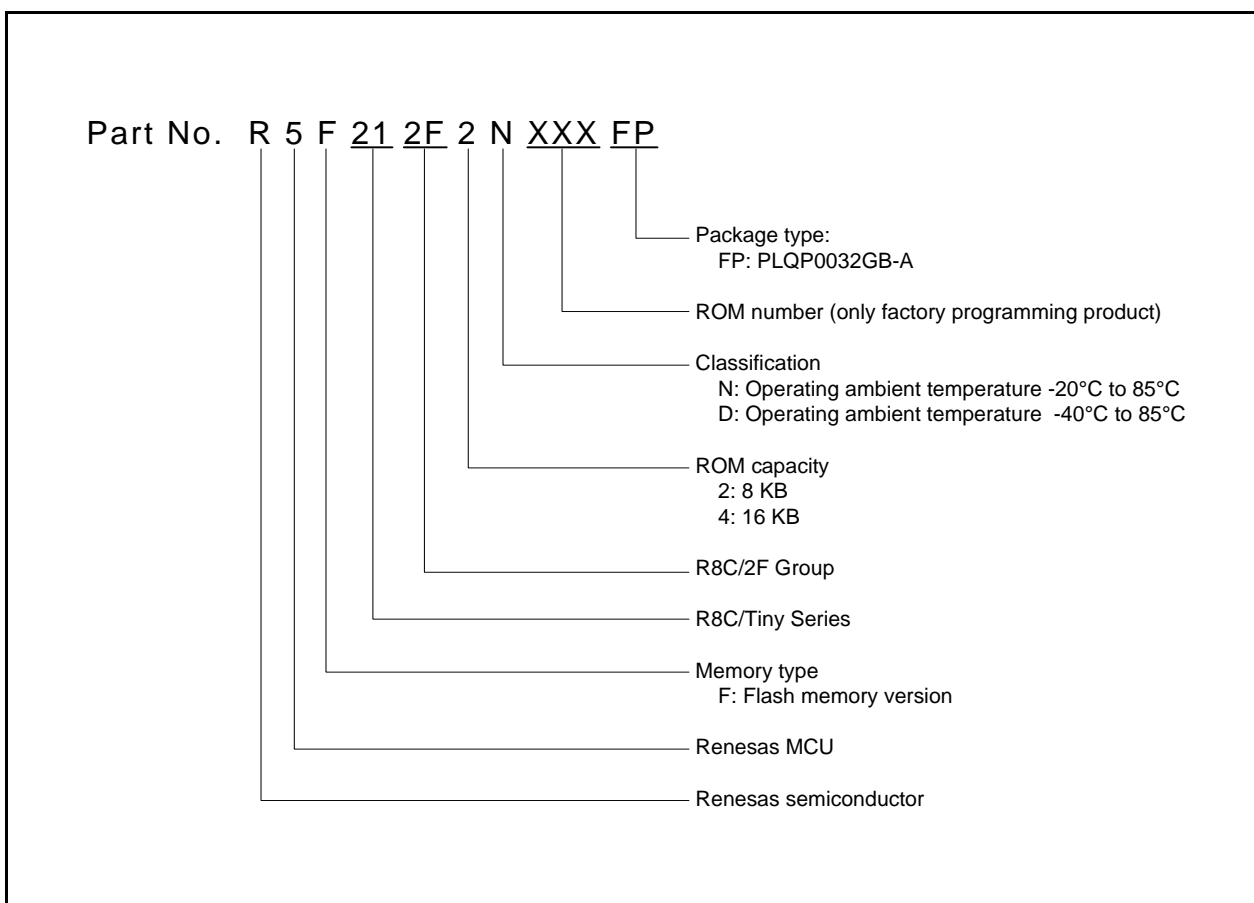 Part No. R 5 F 21 2F 2 N XXX FP
Package type:
FP: PLQP0032GB-A
ROM number (only factory programming product)
Classification
N: Operating ambient temperature -20°C to 85°C
D: Operating ambient temperature -40°C to 85°C
ROM capacity
2: 8 KB
4: 16 KB
R8C/2F Group
R8C/Tiny Series
Memory type
F: Flash memory version
Renesas MCU
Renesas semiconductor